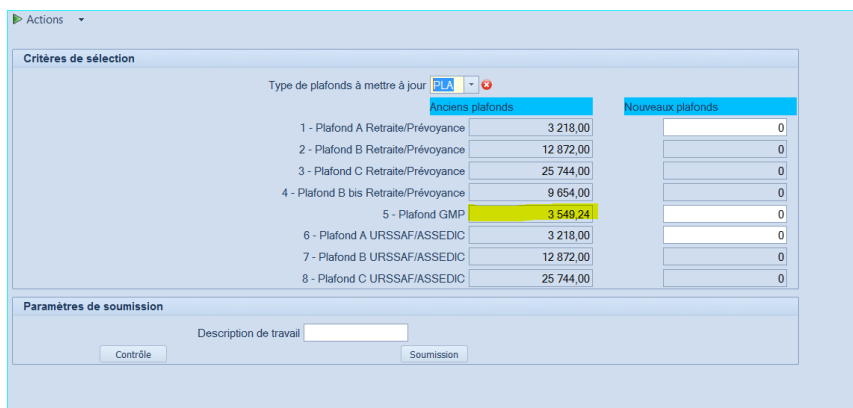 Actions
Critères de sélection
Type de plafonds à mettre à jour PLA
Anciens plafonds Nouveaux plafonds
1 - Plafond A Retraite/Prévoyance 3 218,00 0
2 - Plafond B Retraite/Prévoyance 12 872,00 0
3 - Plafond C Retraite/Prévoyance 25 744,00 0
4 - Plafond B bis Retraite/Prévoyance 9 654,00 0
5 - Plafond GMP 3 549,24 0
6 - Plafond A URSSAF/ASSEDIC 3 218,00 0
7 - Plafond B URSSAF/ASSEDIC 12 872,00 0
8 - Plafond C URSSAF/ASSEDIC 25 744,00 0
Paramètres de soumission
Description de travail
Contrôle Soumission